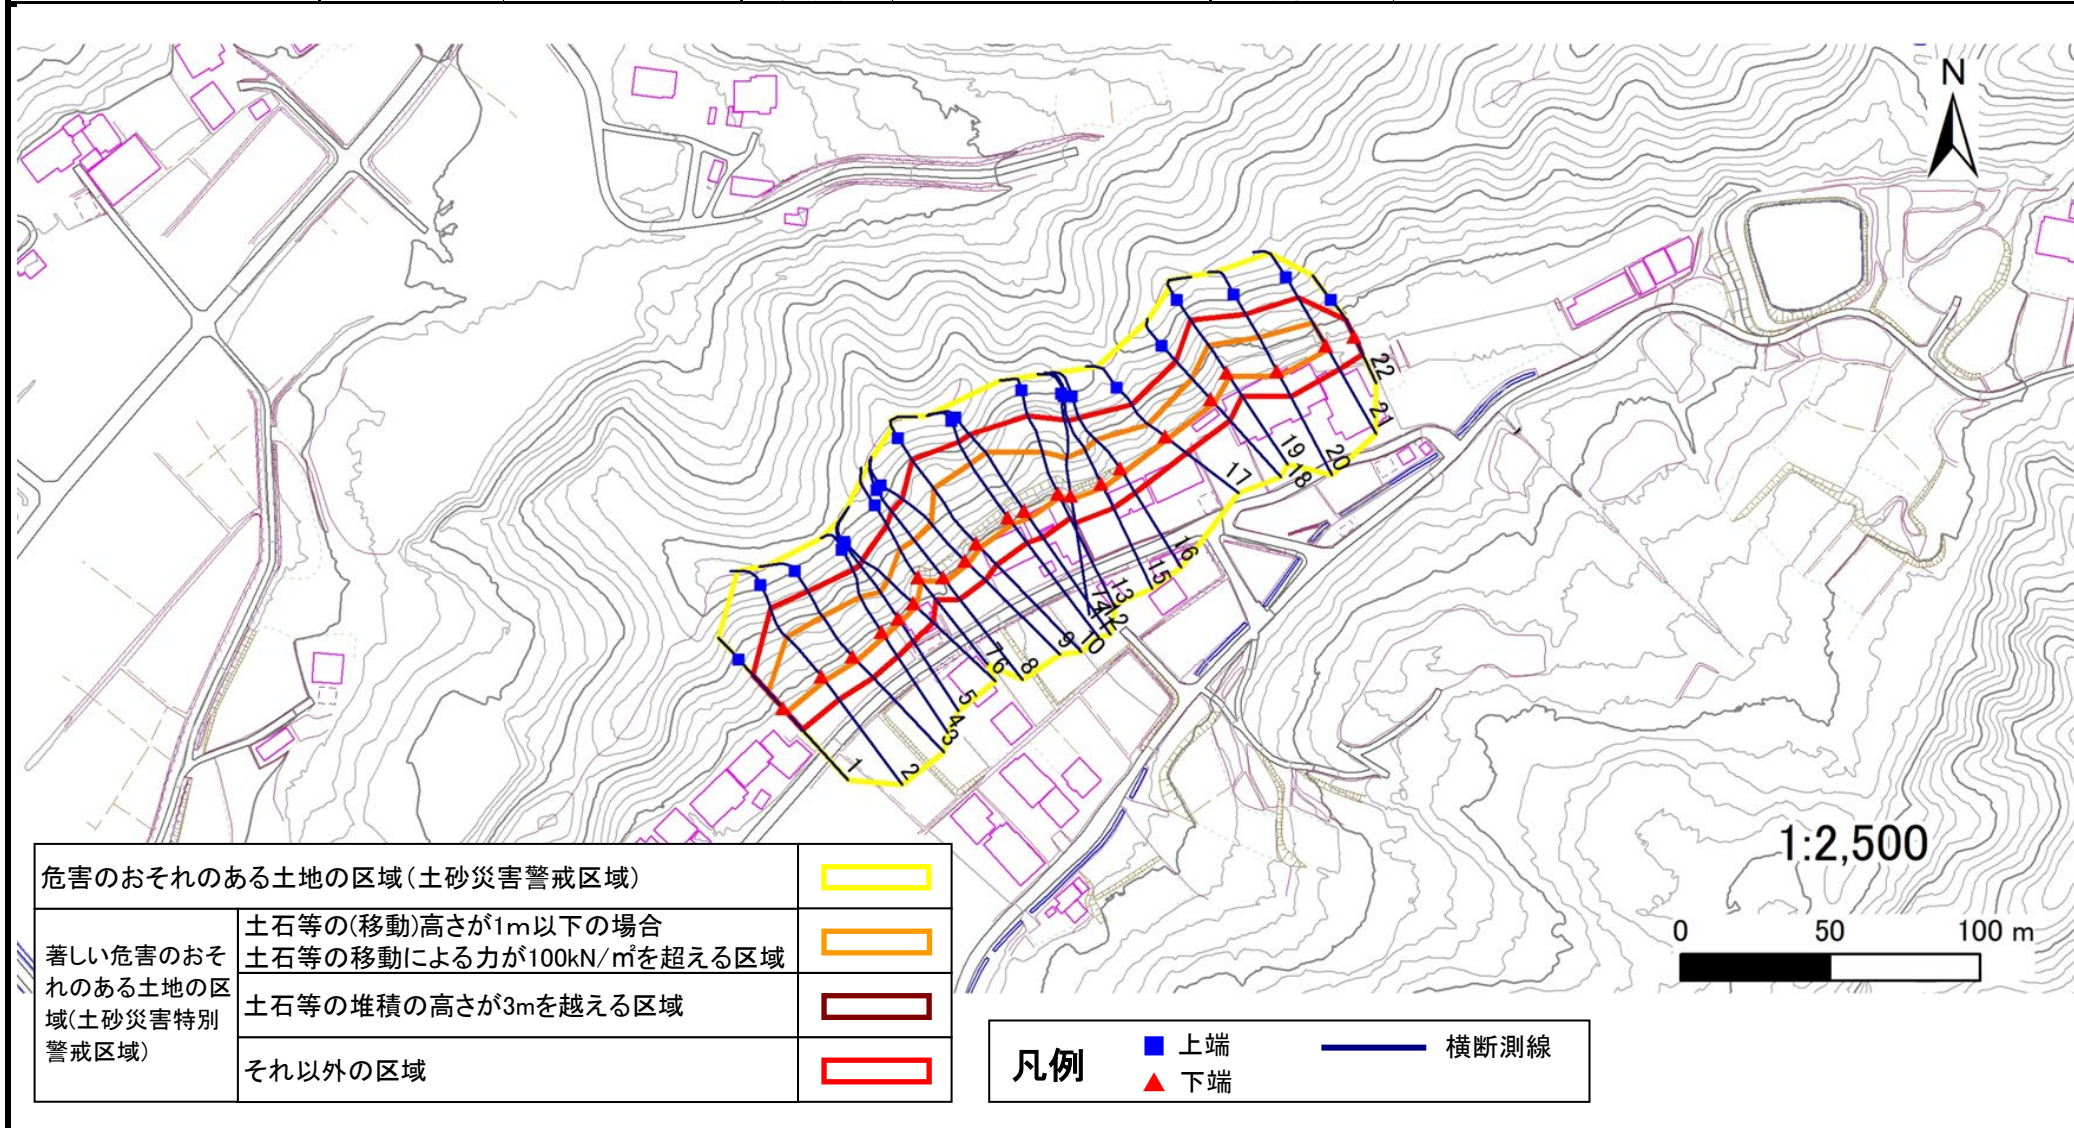 N
22
21
20
19
18
17
16
15
13
14
12
11
10
9
8
7
6
5
4
3
2
1
1:2,500
0 50 100 m
危害のおそれのある土地の区域(土砂災害警戒区域)
著しい危害のおそ
れのある土地の区
域(土砂災害特別
警戒区域)
土石等の(移動)高さが1m以下の場合
土石等の移動による力が100kN/㎡を超える区域
土石等の堆積の高さが3mを越える区域
それ以外の区域
凡例
上端
下端
横断測線